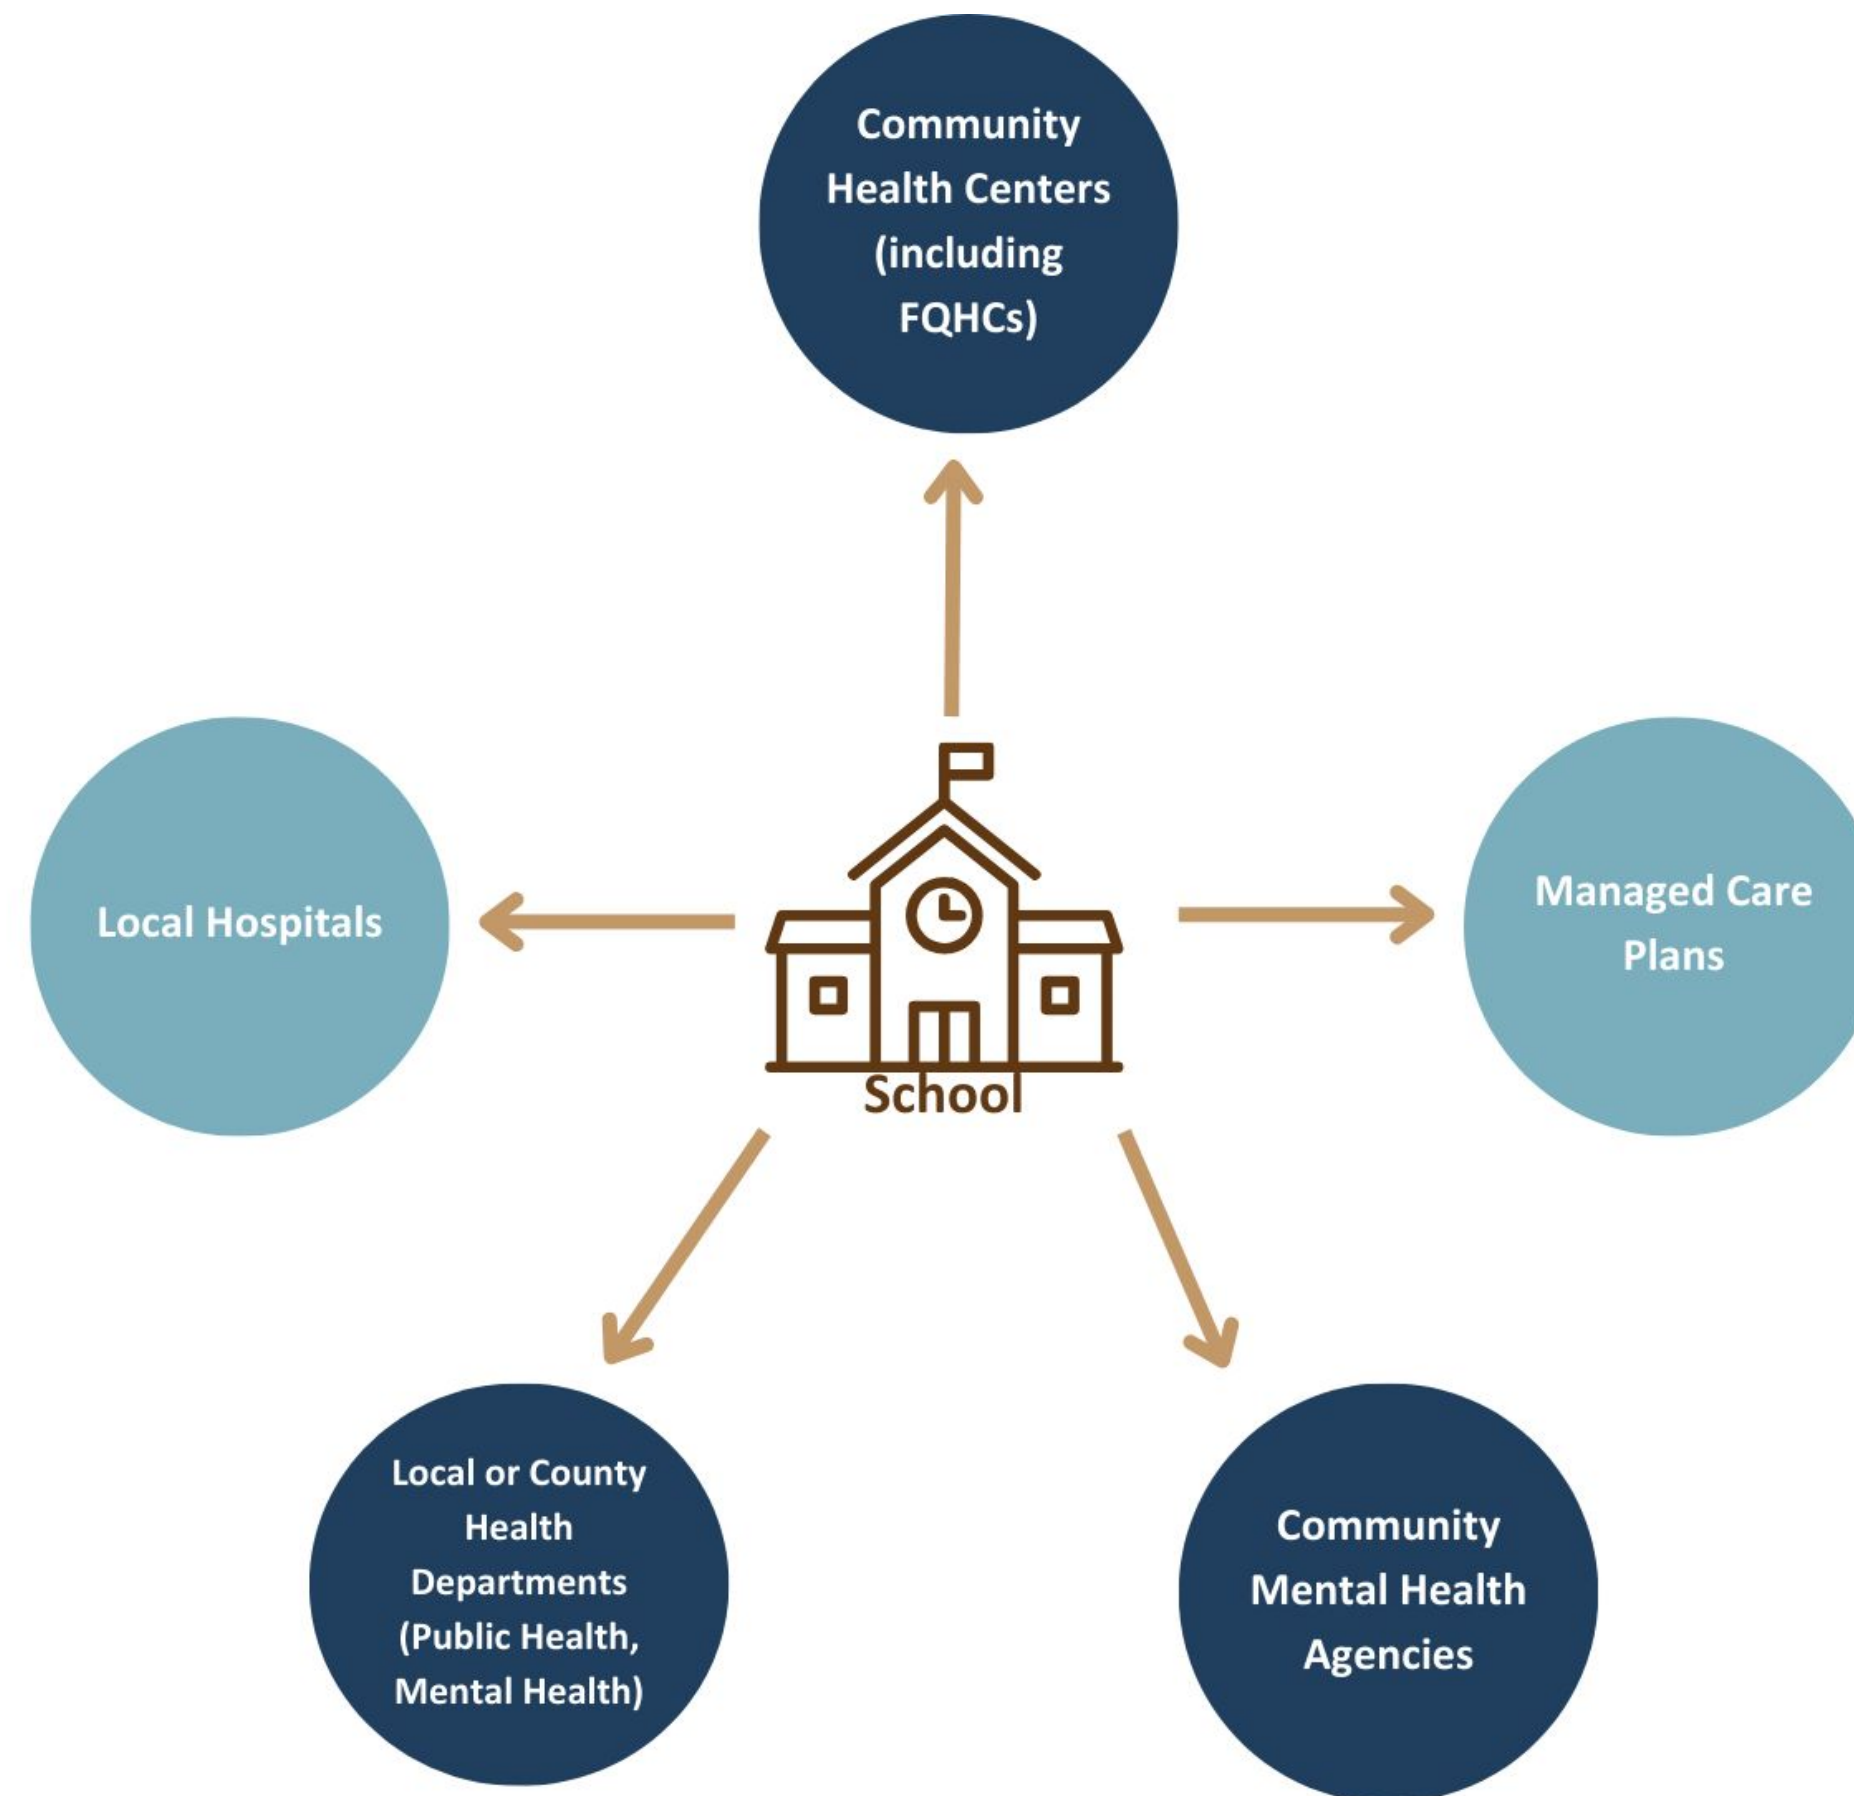 Community
Health Centers
(including
FQHCs)
Local Hospitals
Managed Care
Plans
School
Local or County
Health
Departments
(Public Health,
Mental Health)
Community
Mental Health
Agencies